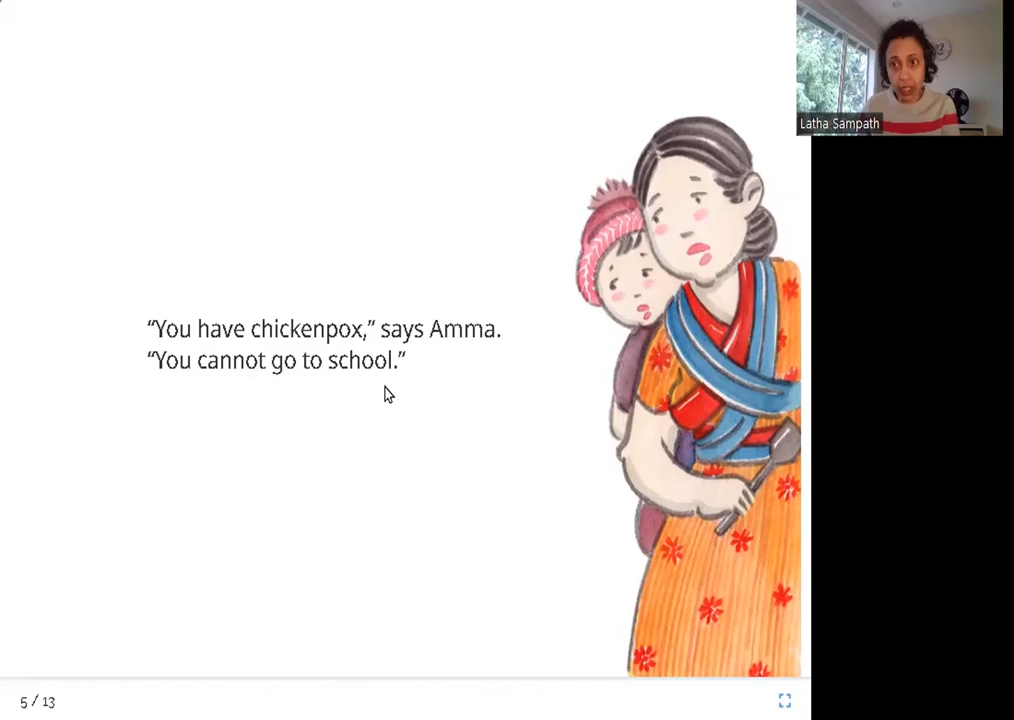 Latha Sampath
“You have chickenpox,” says Amma.
“You cannot go to school.”
5 / 13